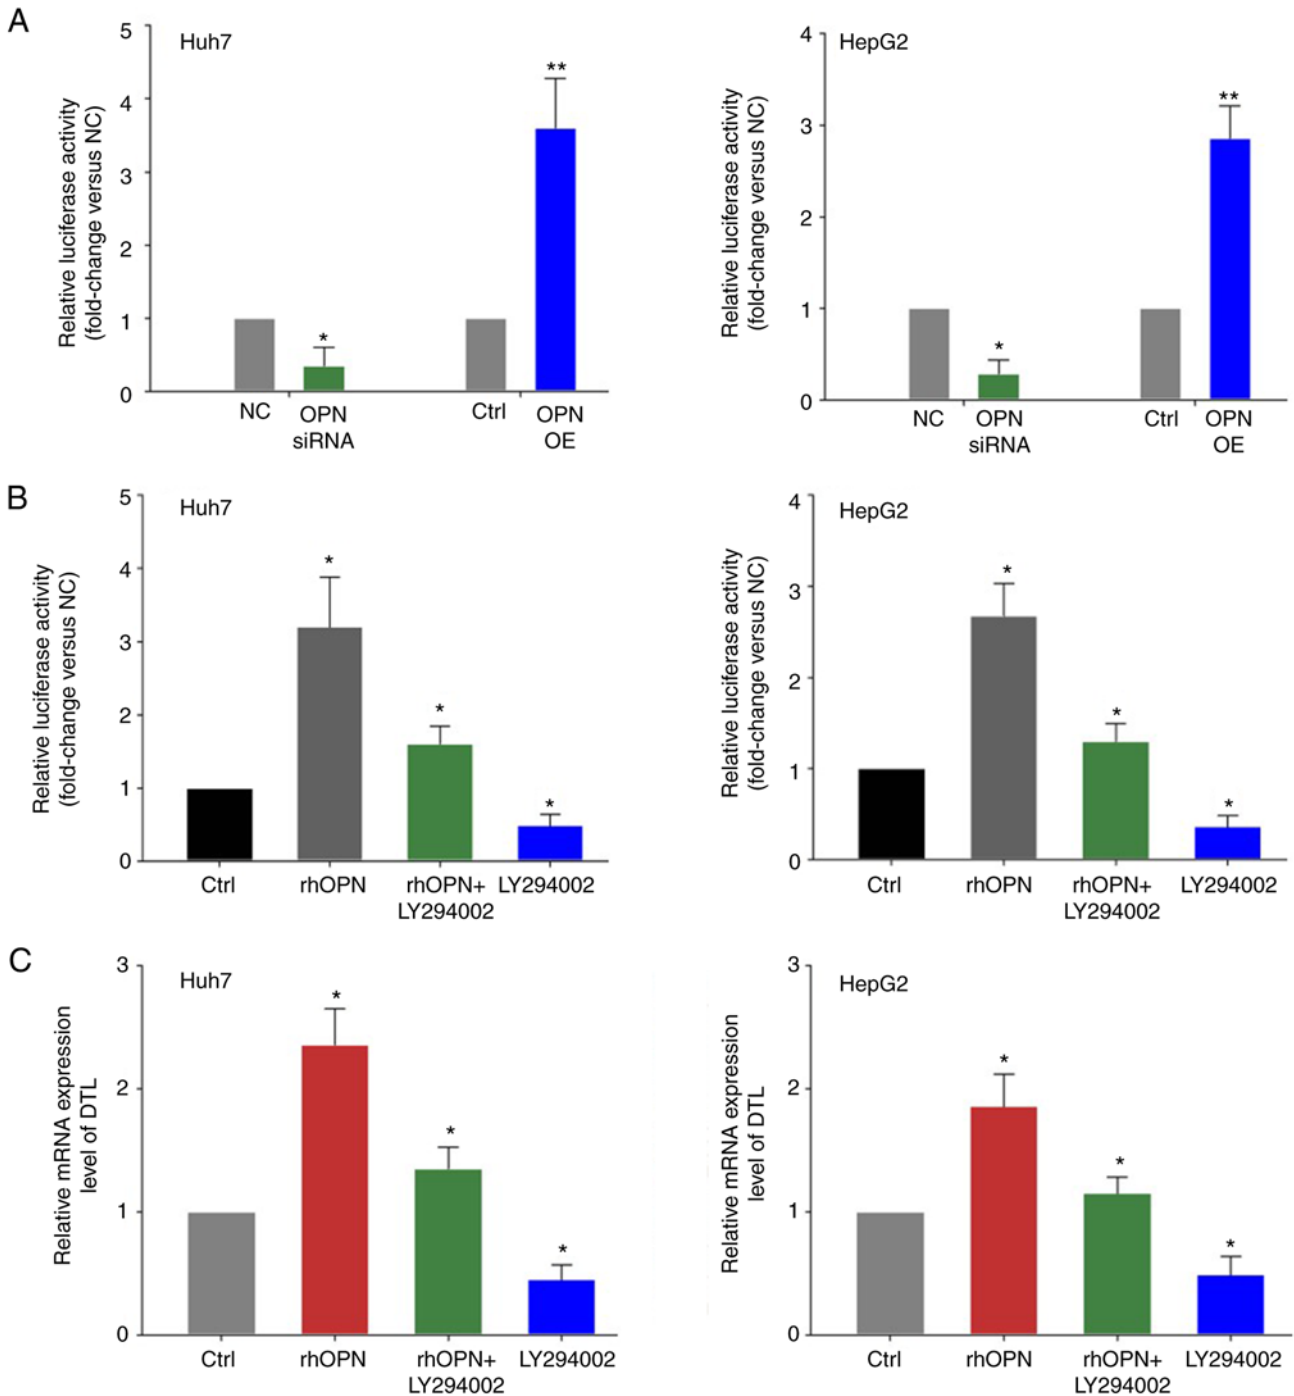 A
Huh7
Relative luciferase activity
(fold-change versus NC)
5
4
3
2
1
0
*
**
NC
OPN
siRNA
Ctrl
OPN
OE
HepG2
Relative luciferase activity
(fold-change versus NC)
4
3
2
1
0
*
**
NC
OPN
siRNA
Ctrl
OPN
OE
B
Huh7
Relative luciferase activity
(fold-change versus NC)
5
4
3
2
1
0
*
*
*
Ctrl
rhOPN
rhOPN+
LY294002
LY294002
HepG2
Relative luciferase activity
(fold-change versus NC)
4
3
2
1
0
*
*
*
Ctrl
rhOPN
rhOPN+
LY294002
LY294002
C
Huh7
Relative mRNA expression
level of DTL
3
2
1
0
*
*
*
Ctrl
rhOPN
rhOPN+
LY294002
LY294002
HepG2
Relative mRNA expression
level of DTL
3
2
1
0
*
*
*
Ctrl
rhOPN
rhOPN+
LY294002
LY294002